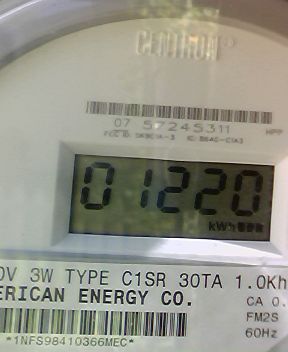 CENTRON®
07 57245311
HPP
01220
kWh
0V 3W TYPE C1SR 30TA 1.0Kh
ERICAN ENERGY CO.
CA 0.
FM2S
60Hz
*1NFS98410366MEC*